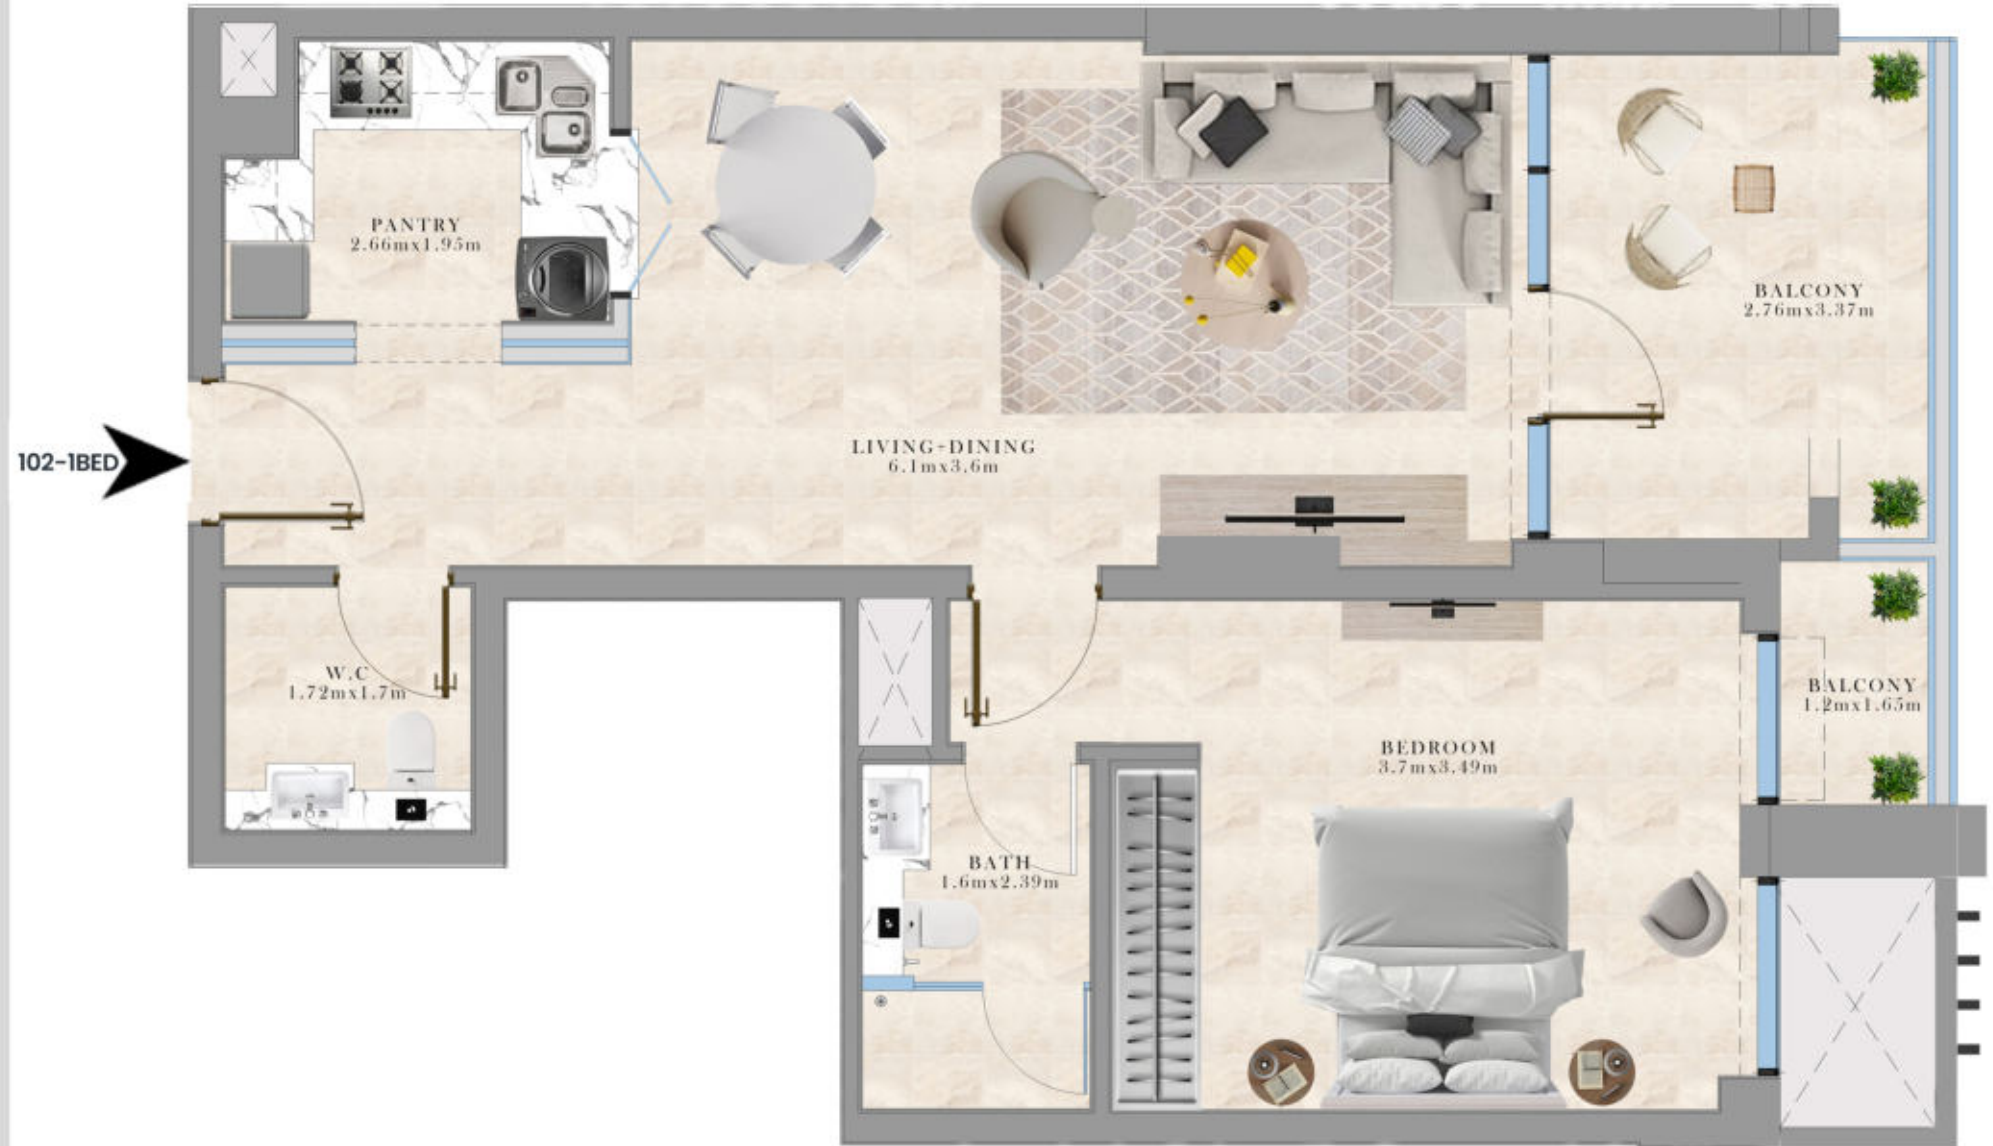 PANTRY
2.66mx1.95m
BALCONY
2.76mx3.37m
LIVING+DINING
6.1mx3.6m
102-1BED
W.C
1.72mx1.7m
BALCONY
1.2mx1.65m
BEDROOM
3.7mx3.49m
BATH
1.6mx2.39m